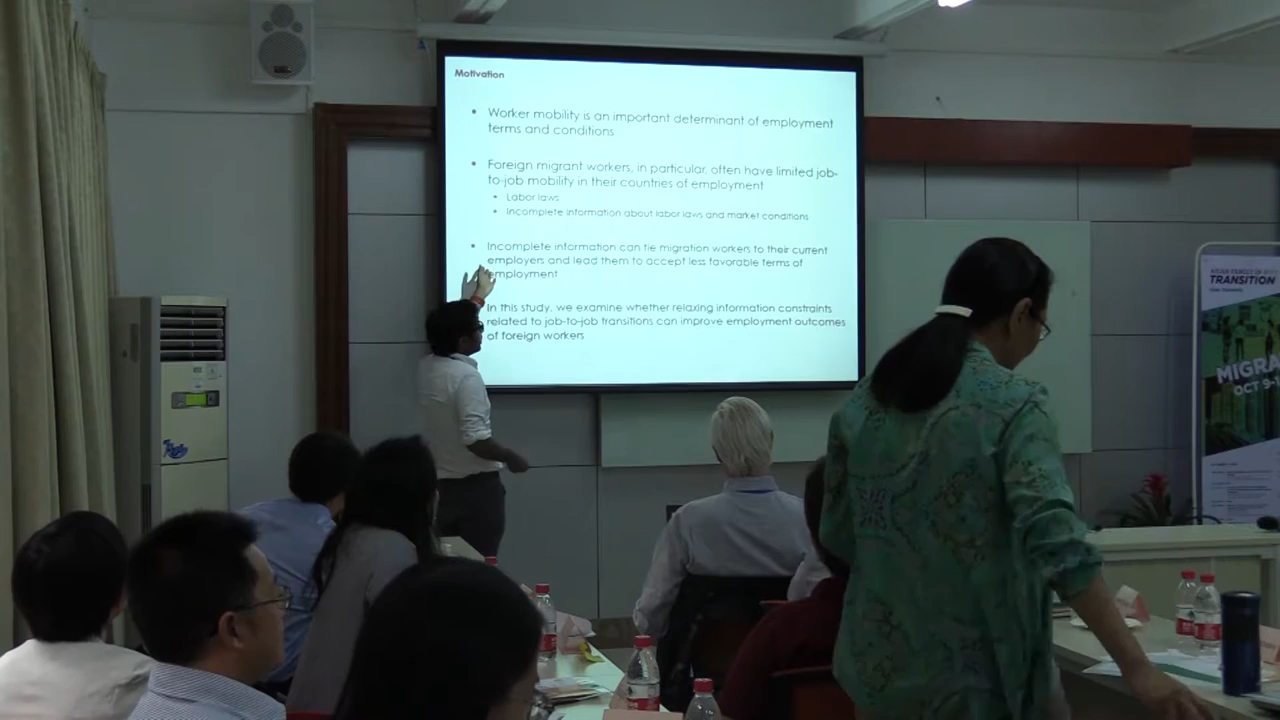 Motivation
• Worker mobility is an important determinant of employment
terms and conditions
• Foreign migrant workers, in particular, often have limited job-
to-job mobility in their countries of employment
• Labor laws
• Incomplete information about labor laws and market conditions
• Incomplete information can tie migration workers to their current
employers and lead them to accept less favorable terms of
employment
In this study, we examine whether relaxing information constraints
related to job-to-job transitions can improve employment outcomes
of foreign workers
TRANSITION
MIGRA
OCT 9-